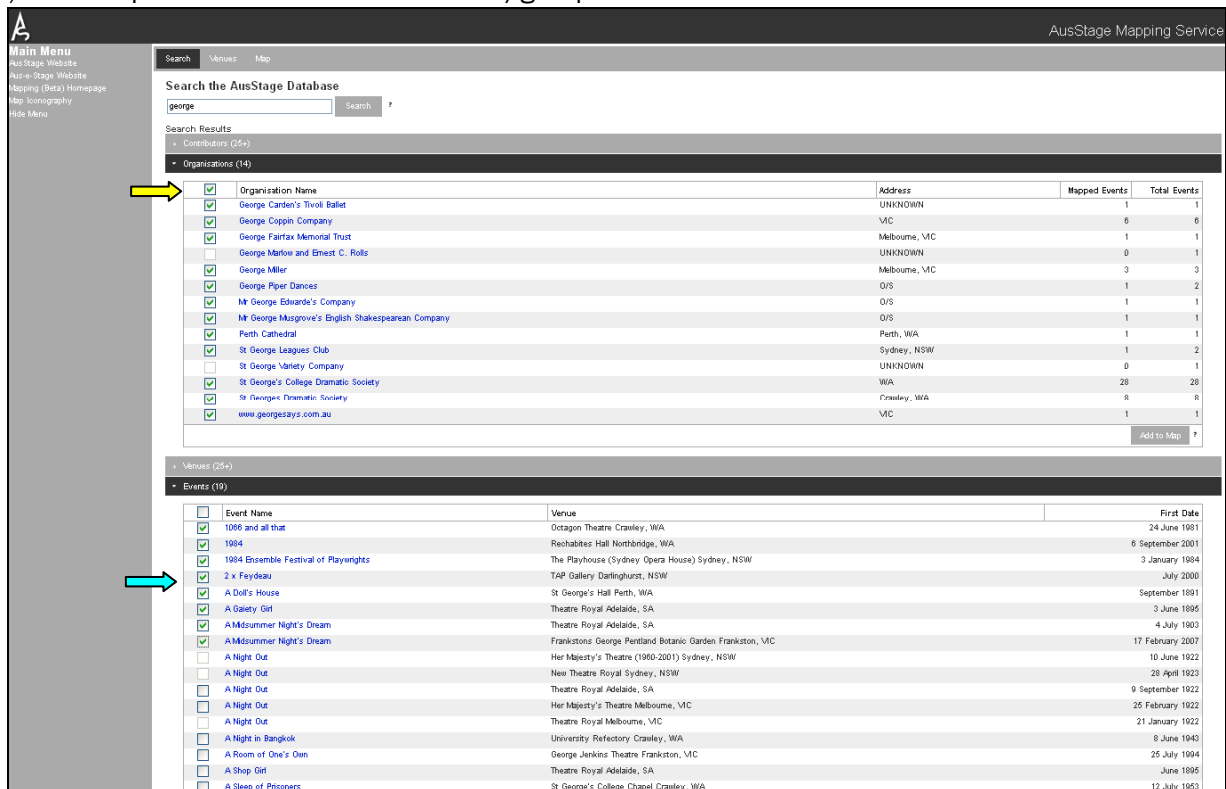 AusStage Mapping Service
Main Menu
AusStage Website
Aus-e-Stage Website
Mapping (Beta) Homepage
Map Iconography
Hide Menu
Search Venues Map
Search the AusStage Database
george Search ?
Search Results
Contributors (25+)
Organisations (14)
Organisation Name Address Mapped Events Total Events
George Carden's Tivoli Ballet UNKNOWN 1 1
George Coppin Company VIC 6 6
George Fairfax Memorial Trust Melbourne, VIC 1 1
George Marlow and Ernest C. Rolls UNKNOWN 0 1
George Miller Melbourne, VIC 3 3
George Piper Dances O/S 1 2
Mr George Edwarde's Company O/S 1 1
Mr George Musgrove's English Shakespearean Company O/S 1 1
Perth Cathedral Perth, WA 1 1
St George Leagues Club Sydney, NSW 1 2
St George Variety Company UNKNOWN 0 1
St George's College Dramatic Society WA 28 28
St Georges Dramatic Society Crawley, WA 8 8
www.georgesays.com.au VIC 1 1
Add to Map ?
Venues (25+)
Events (19)
Event Name Venue First Date
1066 and all that Octagon Theatre Crawley, WA 24 June 1981
1984 Rechabites Hall Northbridge, WA 6 September 2001
1984 Ensemble Festival of Playwrights The Playhouse (Sydney Opera House) Sydney, NSW 3 January 1984
2 x Feydeau TAP Gallery Darlinghurst, NSW July 2000
A Doll's House St George's Hall Perth, WA September 1891
A Gaiety Girl Theatre Royal Adelaide, SA 3 June 1895
A Midsummer Night's Dream Theatre Royal Adelaide, SA 4 July 1903
A Midsummer Night's Dream Frankstons George Pentland Botanic Garden Frankston, VIC 17 February 2007
A Night Out Her Majesty's Theatre (1960-2001) Sydney, NSW 10 June 1922
A Night Out New Theatre Royal Sydney, NSW 28 April 1923
A Night Out Theatre Royal Adelaide, SA 9 September 1922
A Night Out Her Majesty's Theatre Melbourne, VIC 25 February 1922
A Night Out Theatre Royal Melbourne, VIC 21 January 1922
A Night in Bangkok University Refectory Crawley, WA 8 June 1943
A Room of One's Own George Jenkins Theatre Frankston, VIC 25 July 1994
A Shop Girl Theatre Royal Adelaide, SA June 1895
A Sleep of Prisoners St George's College Chapel Crawley, WA 12 July 1953